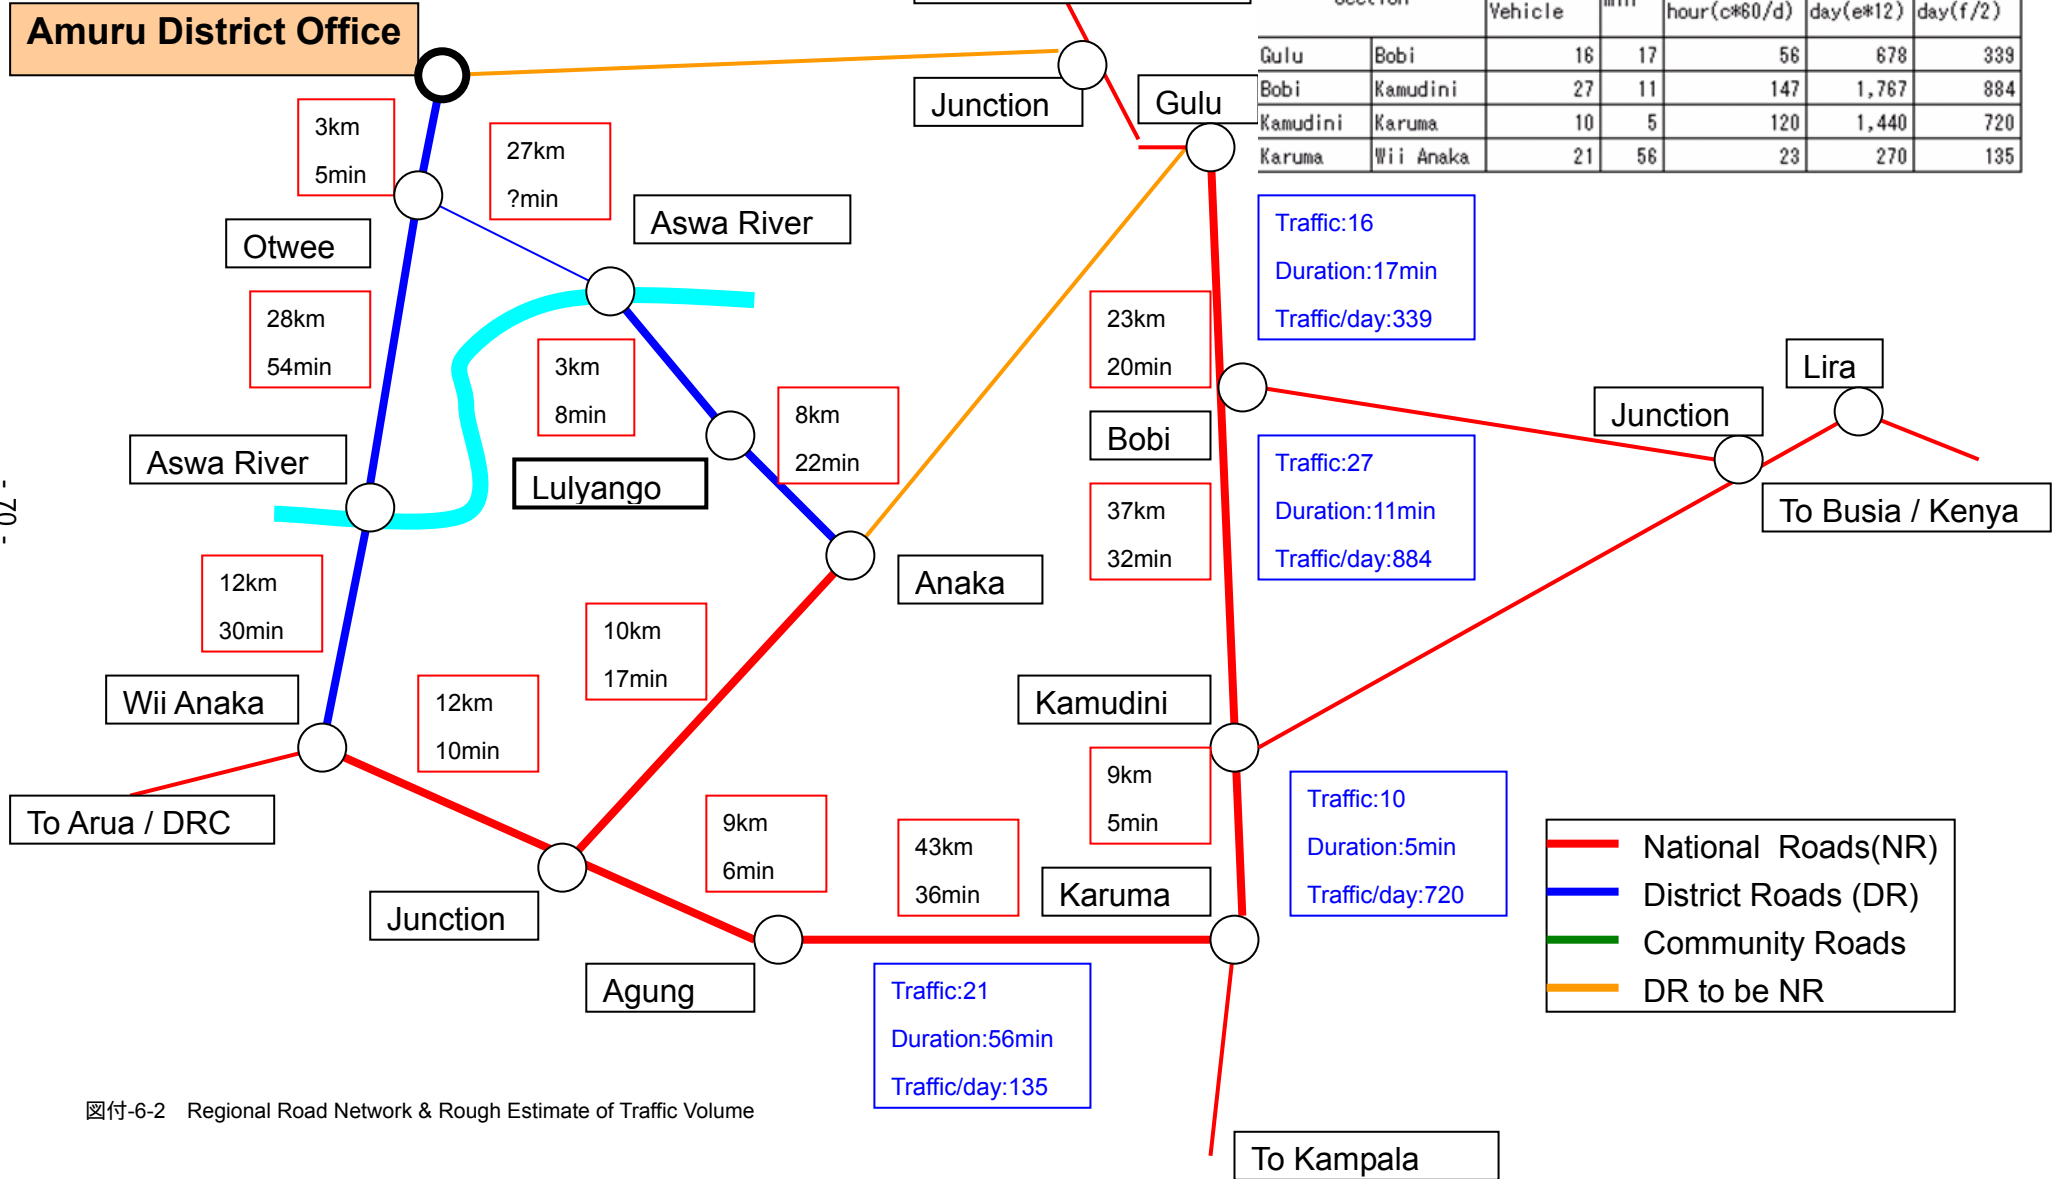 Amuru District Office
Section
Vehicle
min
hour(c*60/d)
day(e*12)
day(f/2)
Gulu Bobi 16 17 56 678 339
Bobi Kamudini 27 11 147 1,767 884
Kamudini Karuma 10 5 120 1,440 720
Karuma Wii Anaka 21 56 23 270 135
Junction
Gulu
3km
5min
27km
?min
Aswa River
Otwee
Traffic:16
Duration:17min
Traffic/day:339
28km
54min
3km
8min
23km
20min
8km
22min
Lira
Junction
Bobi
Aswa River
Lulyango
Traffic:27
Duration:11min
Traffic/day:884
37km
32min
To Busia / Kenya
- 70 -
12km
30min
Anaka
10km
17min
Wii Anaka
12km
10min
Kamudini
9km
5min
To Arua / DRC
9km
6min
43km
36min
Karuma
Traffic:10
Duration:5min
Traffic/day:720
Junction
Agung
National Roads(NR)
District Roads (DR)
Community Roads
DR to be NR
Traffic:21
Duration:56min
Traffic/day:135
図付-6-2 Regional Road Network & Rough Estimate of Traffic Volume
To Kampala